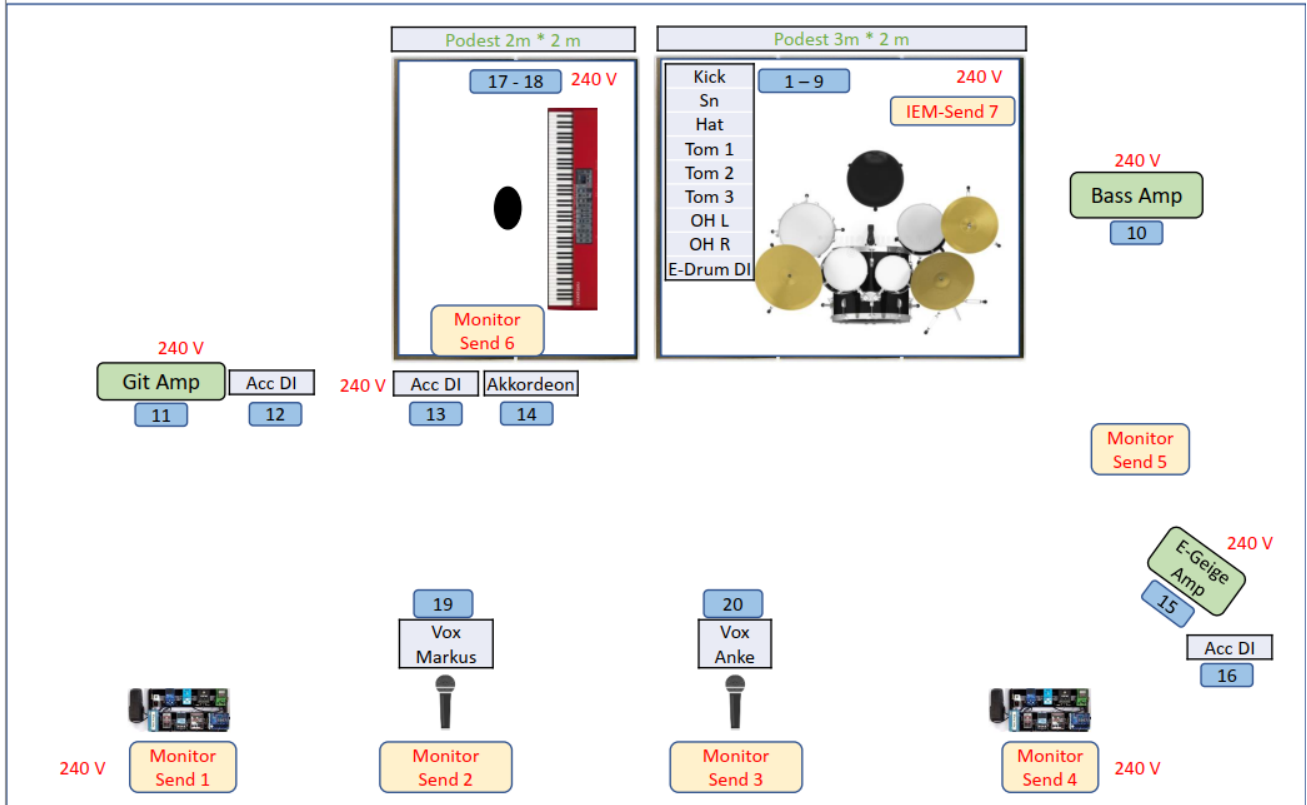 Podest 2m * 2 m
Podest 3m * 2 m
17 - 18
240 V
Kick
Sn
Hat
Tom 1
Tom 2
Tom 3
OH L
OH R
E-Drum DI
1 – 9
240 V
IEM-Send 7
240 V
Bass Amp
10
Monitor
Send 6
240 V
Git Amp
11
Acc DI
12
240 V
Acc DI
13
Akkordeon
14
Monitor
Send 5
240 V
E-Geige
Amp
15
Acc DI
16
19
Vox
Markus
20
Vox
Anke
240 V
Monitor
Send 1
Monitor
Send 2
Monitor
Send 3
Monitor
Send 4
240 V